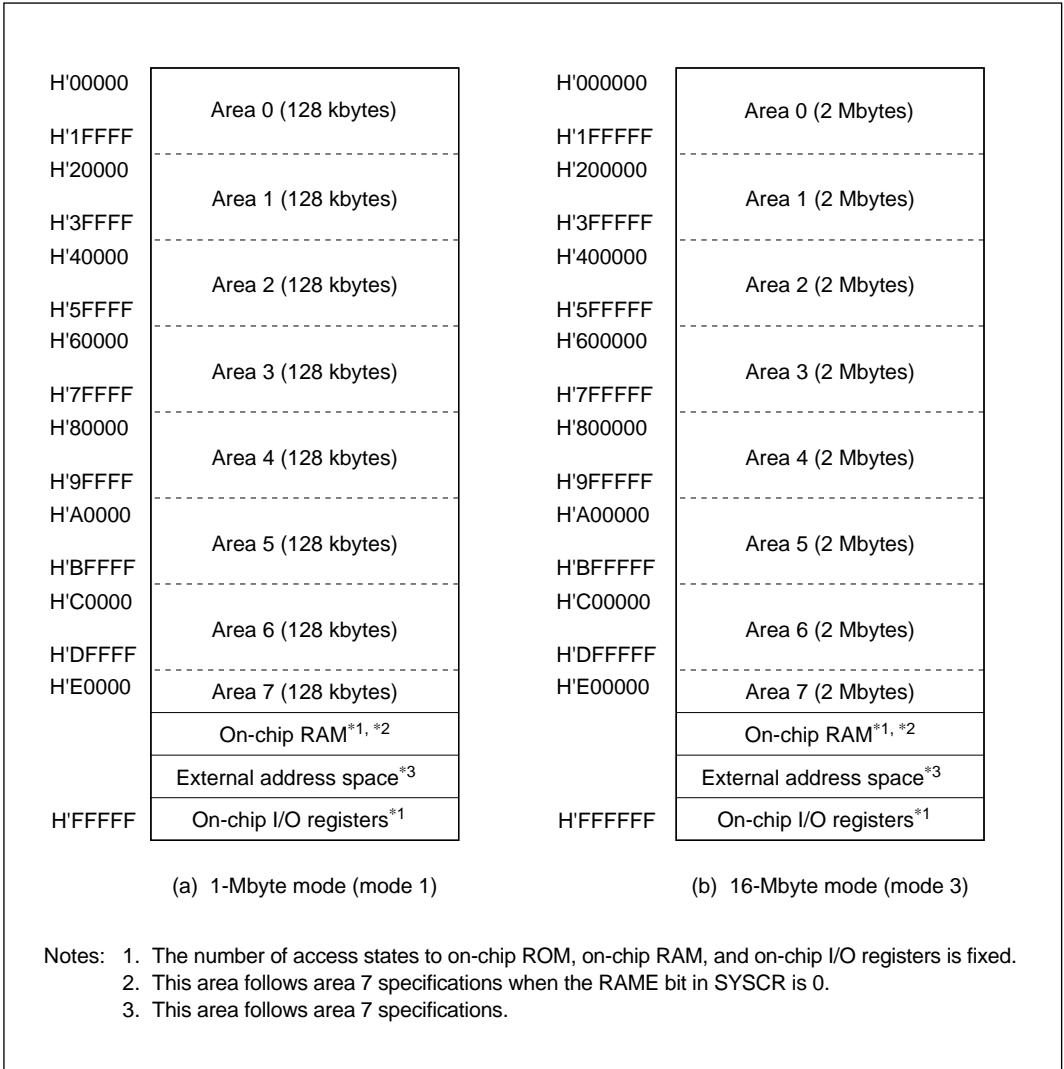 H'00000
Area 0 (128 kbytes)
H'1FFFF
H'20000
Area 1 (128 kbytes)
H'3FFFF
H'40000
Area 2 (128 kbytes)
H'5FFFF
H'60000
Area 3 (128 kbytes)
H'7FFFF
H'80000
Area 4 (128 kbytes)
H'9FFFF
H'A0000
Area 5 (128 kbytes)
H'BFFFF
H'C0000
Area 6 (128 kbytes)
H'DFFFF
H'E0000
Area 7 (128 kbytes)
On-chip RAM*1, *2
External address space*3
H'FFFFF
On-chip I/O registers*1
(a) 1-Mbyte mode (mode 1)
H'000000
Area 0 (2 Mbytes)
H'1FFFFF
H'200000
Area 1 (2 Mbytes)
H'3FFFFF
H'400000
Area 2 (2 Mbytes)
H'5FFFFF
H'600000
Area 3 (2 Mbytes)
H'7FFFFF
H'800000
Area 4 (2 Mbytes)
H'9FFFFF
H'A00000
Area 5 (2 Mbytes)
H'BFFFFF
H'C00000
Area 6 (2 Mbytes)
H'DFFFFF
H'E00000
Area 7 (2 Mbytes)
On-chip RAM*1, *2
External address space*3
H'FFFFFF
On-chip I/O registers*1
(b) 16-Mbyte mode (mode 3)
Notes: 1. The number of access states to on-chip ROM, on-chip RAM, and on-chip I/O registers is fixed.
2. This area follows area 7 specifications when the RAME bit in SYSCR is 0.
3. This area follows area 7 specifications.